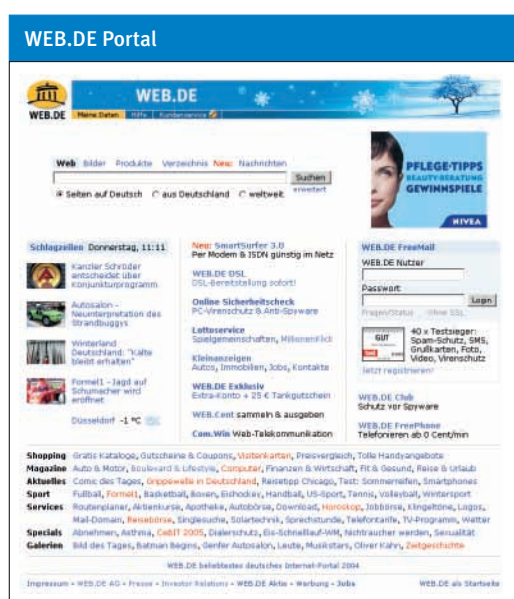 WEB.DE Portal
WEB.DE
WEB.DE
Meine Daten Hilfe Kundenservice
Web Bilder Produkte Verzeichnis Neu: Nachrichten
Suchen
Seiten auf Deutsch aus Deutschland weltweit erweitert
PFLEGE-TIPPS
BEAUTY-BERATUNG
GEWINNSPIELE
NIVEA
Schlagzeilen Donnerstag, 11:11
Kanzler Schröder
entscheidet über
Konjunkturprogramm
Autosalon -
Neuinterpretation des
Strandbuggys
Winterland
Deutschland: "Kälte
bleibt erhalten"
Formel1 - Jagd auf
Schumacher wird
eröffnet
Düsseldorf -1 °C
Neu: SmartSurfer 3.0
Per Modem & ISDN günstig im Netz
WEB.DE DSL
DSL-Bereitstellung sofort!
Online Sicherheitscheck
PC-Virenschutz & Anti-Spyware
Lottoservice
Spielgemeinschaften, MillionenKlick
Kleinanzeigen
Autos, Immobilien, Jobs, Kontakte
WEB.DE Exklusiv
Extra-Konto + 25 € Tankgutschein
WEB.Cent sammeln & ausgeben
Com.Win Web-Telekommunikation
WEB.DE FreeMail
WEB.DE Nutzer
Passwort
Login
Fragen/Status Ohne SSL
GUT
40 x Testsieger:
Spam-Schutz, SMS,
Grußkarten, Foto,
Video, Virenschutz
Jetzt registrieren!
WEB.DE Club
Schutz vor Spyware
WEB.DE FreePhone
Telefonieren ab 0 Cent/min
Shopping Gratis Kataloge, Gutscheine & Coupons, Visitenkarten, Preisvergleich, Tolle Handyangebote
Magazine Auto & Motor, Boulevard & Lifestyle, Computer, Finanzen & Wirtschaft, Fit & Gesund, Reise & Urlaub
Aktuelles Comic des Tages, Grippewelle in Deutschland, Reisetipp Chicago, Test: Sommerreifen, Smartphones
Sport Fußball, Formel1, Basketball, Boxen, Eishockey, Handball, US-Sport, Tennis, Volleyball, Wintersport
Services Routenplaner, Aktienkurse, Apotheke, Autobörse, Download, Horoskop, Jobbörse, Klingeltöne, Logos,
Mail-Domain, Reisebörse, Singlesuche, Solartechnik, Sprechstunde, Telefontarife, TV-Programm, Wetter
Specials Abnehmen, Asthma, CeBIT 2005, Dialerschutz, Eis-Schnelllauf-WM, Nichtraucher werden, Sexualität
Galerien Bild des Tages, Batman Begins, Genfer Autosalon, Leute, Musikstars, Oliver Kahn, Zeitgeschichte
WEB.DE beliebtestes deutsches Internet-Portal 2004
Impressum - WEB.DE AG - Presse - Investor Relations - WEB.DE Aktie - Werbung - Jobs WEB.DE als Startseite